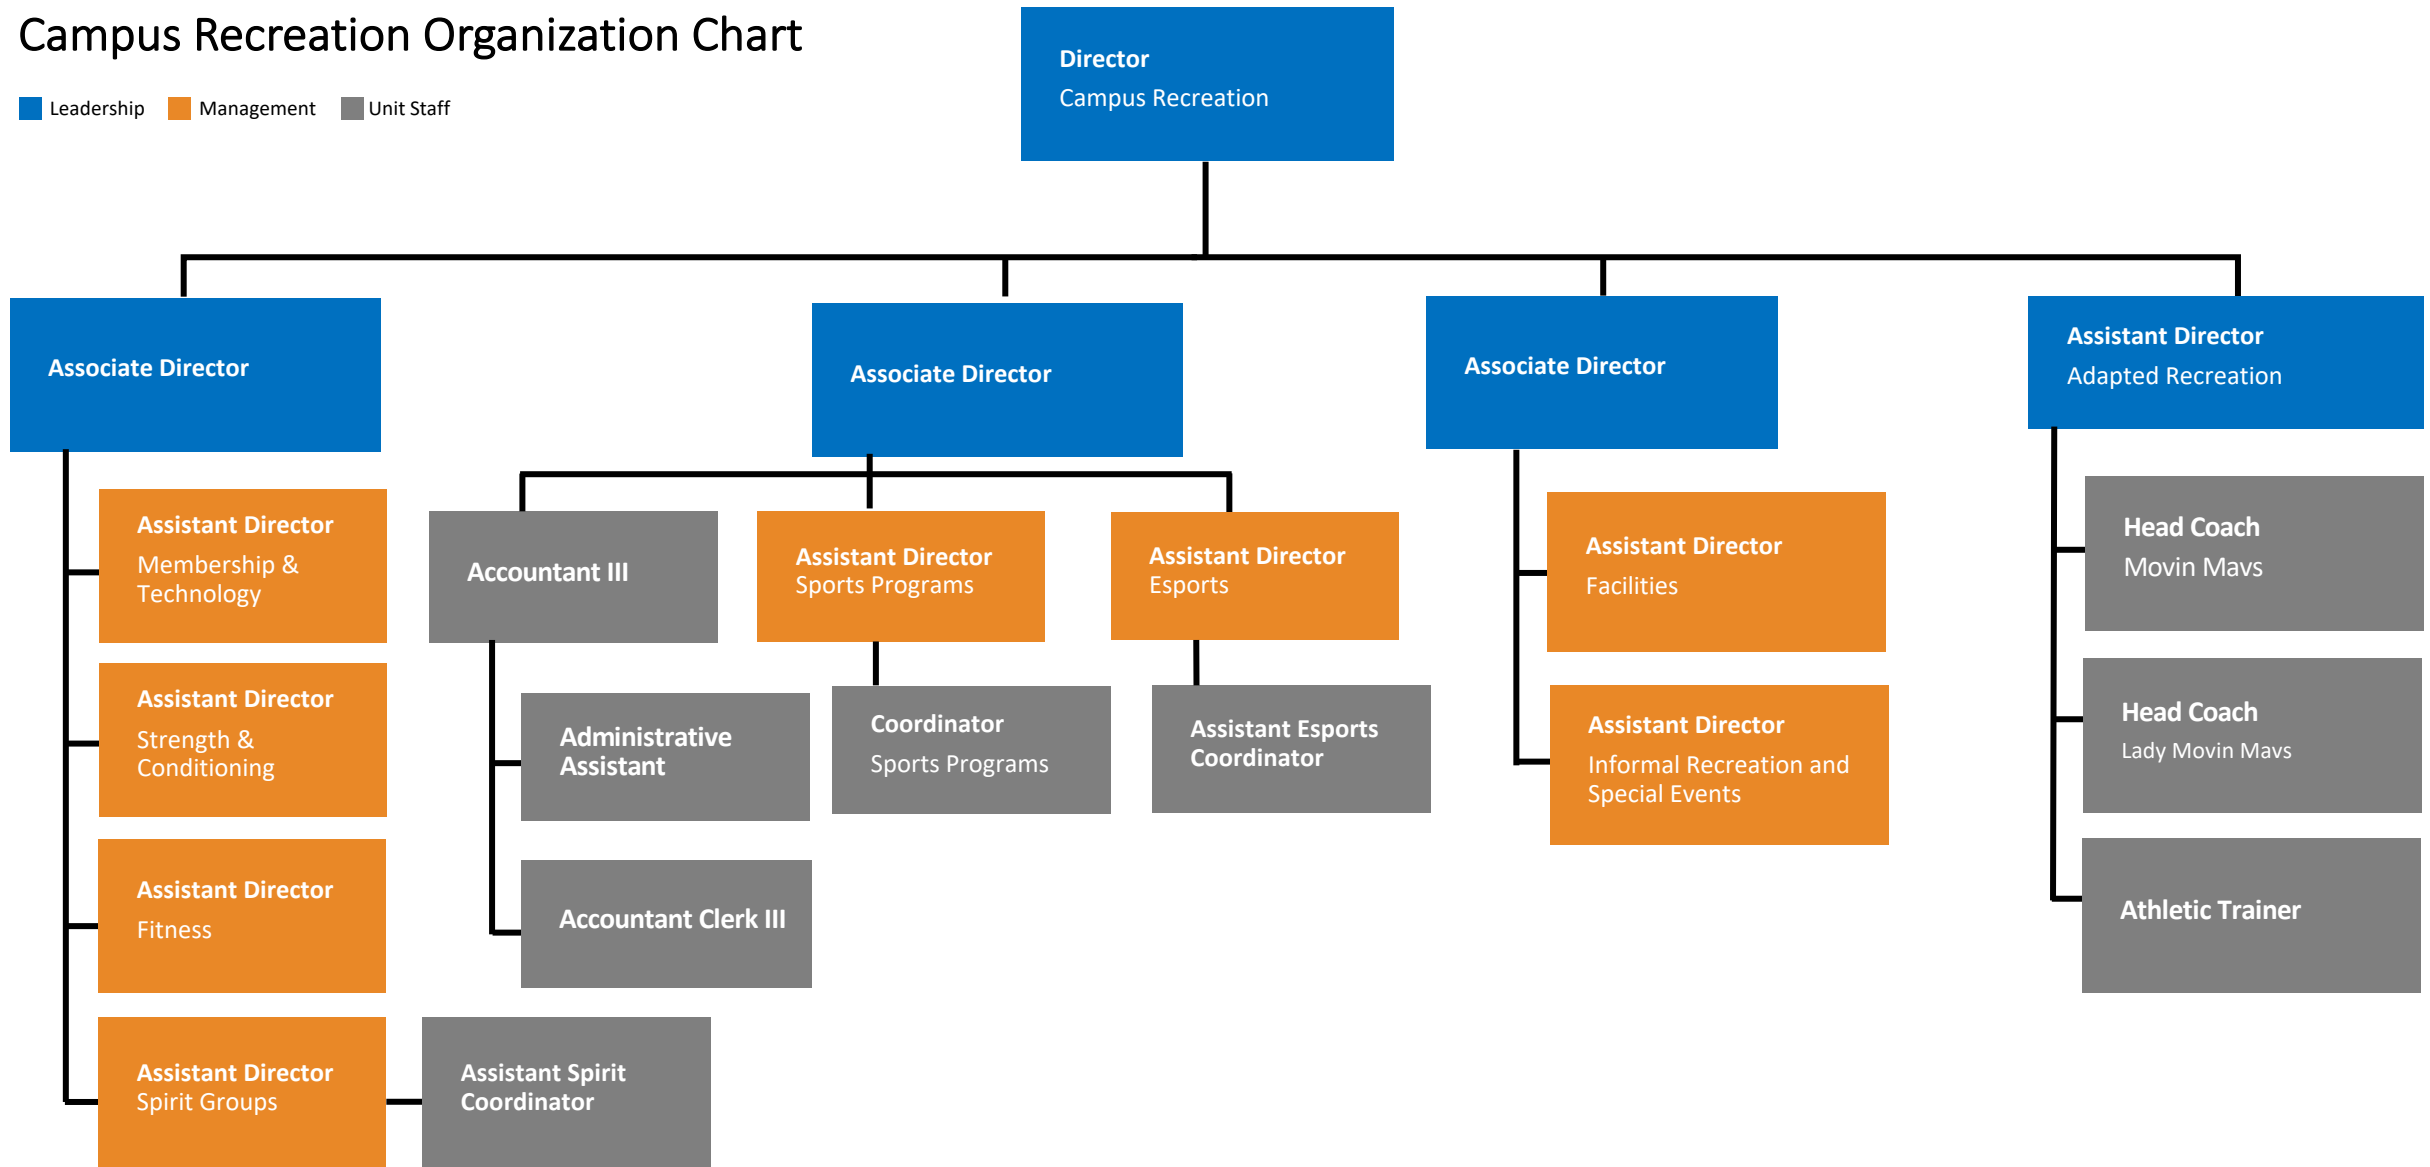 Campus Recreation Organization Chart
Leadership
Management
Unit Staff
Director
Campus Recreation
Associate Director
Associate Director
Associate Director
Assistant Director
Adapted Recreation
Assistant Director
Membership &
Technology
Assistant Director
Strength &
Conditioning
Assistant Director
Fitness
Assistant Director
Spirit Groups
Assistant Spirit
Coordinator
Accountant III
Administrative
Assistant
Accountant Clerk III
Assistant Director
Sports Programs
Coordinator
Sports Programs
Assistant Director
Esports
Assistant Esports
Coordinator
Assistant Director
Facilities
Assistant Director
Informal Recreation and
Special Events
Head Coach
Movin Mavs
Head Coach
Lady Movin Mavs
Athletic Trainer